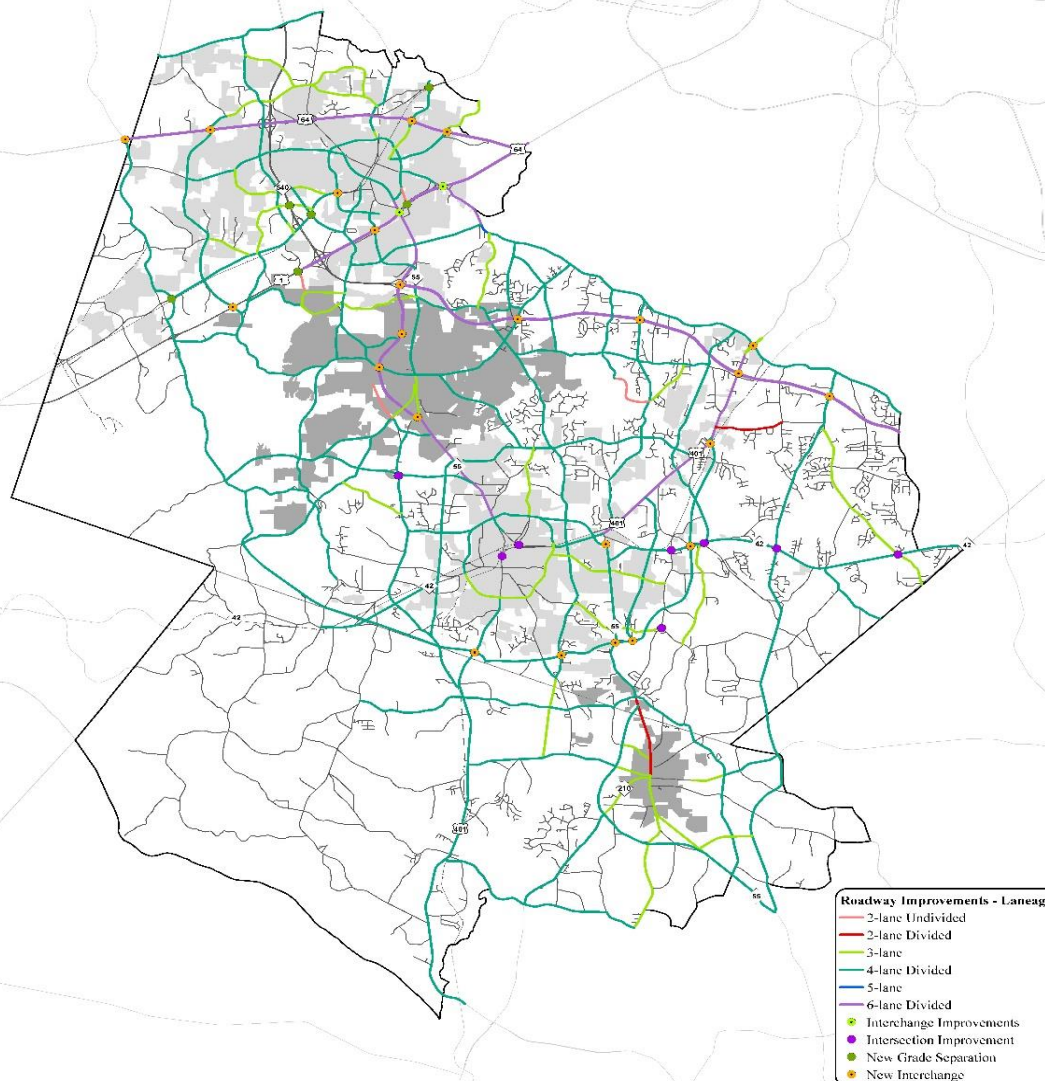 64
64
540
1
55
401
55
401
42
42
42
42
55
210
401
55
Roadway Improvements - Laneag
2-lane Undivided
2-lane Divided
3-lane
4-lane Divided
5-lane
6-lane Divided
Interchange Improvements
Intersection Improvement
New Grade Separation
New Interchange